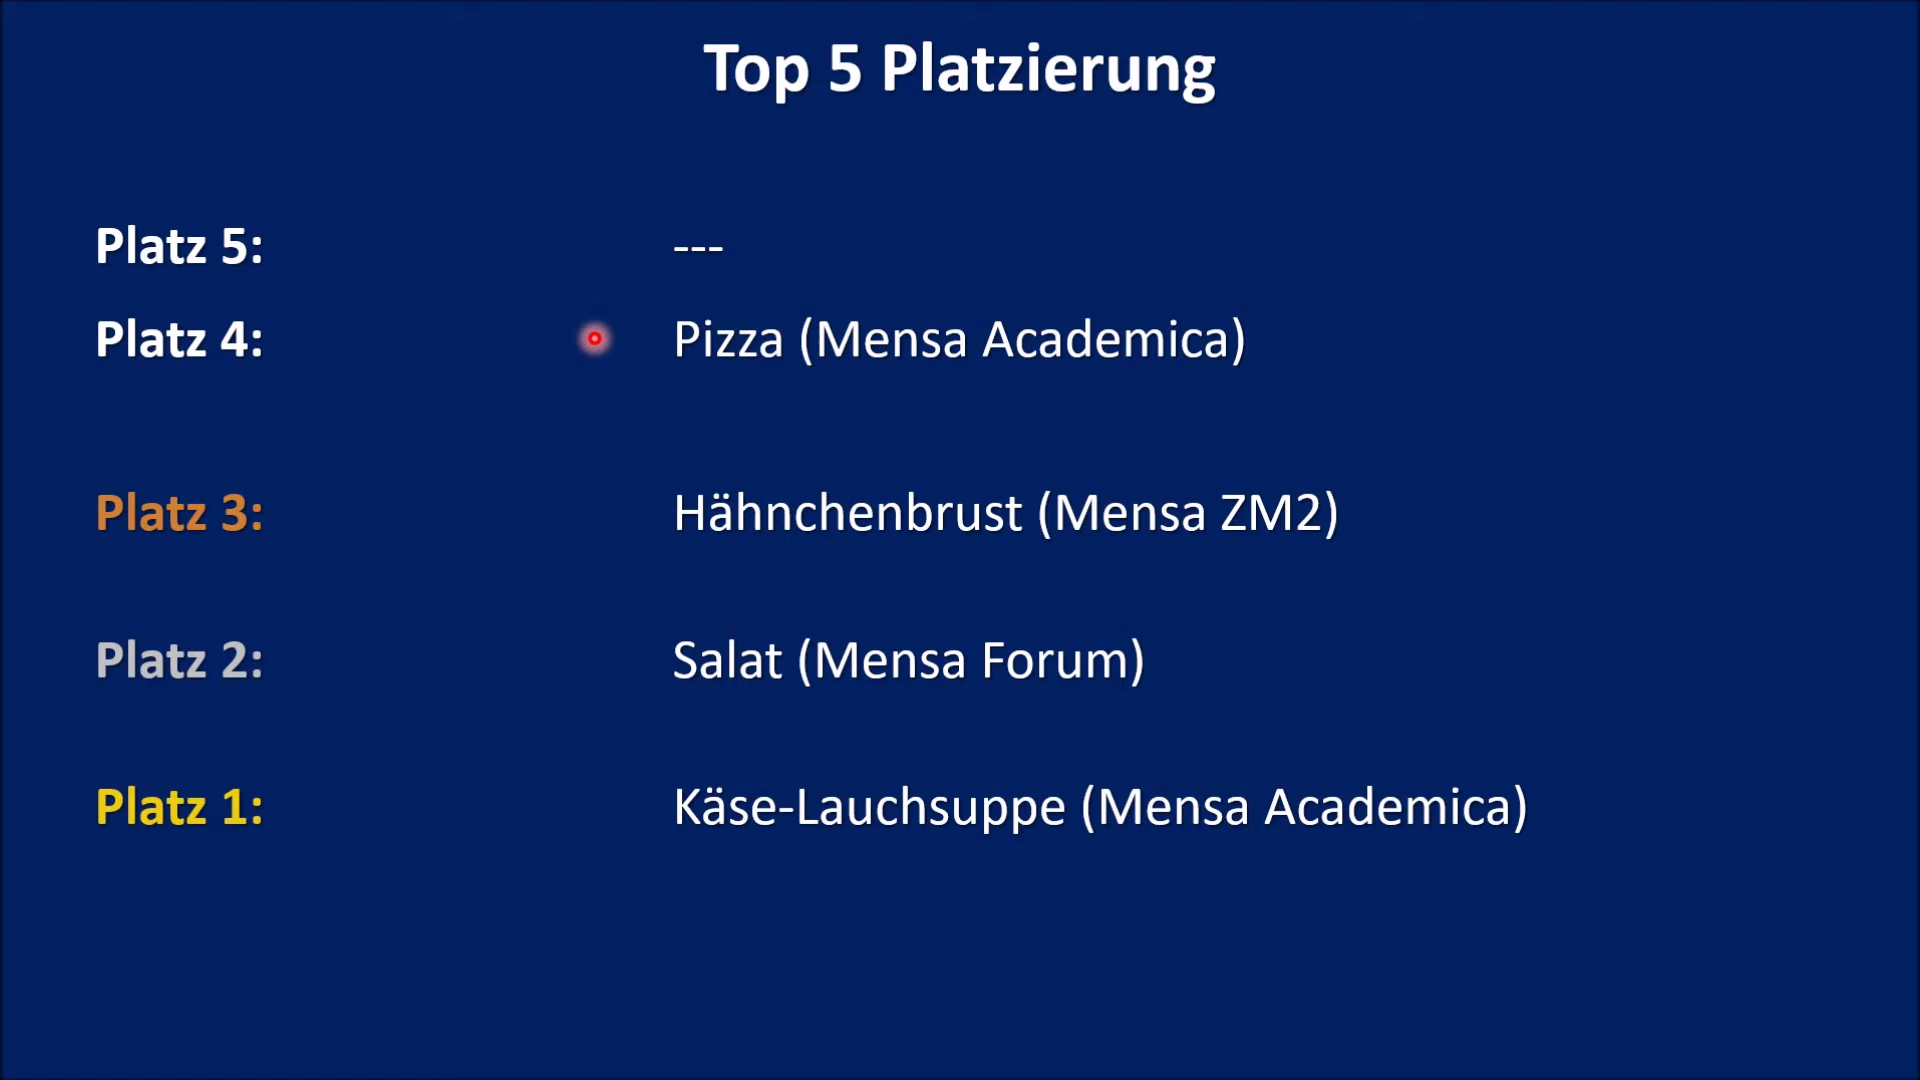 Top 5 Platzierung
Platz 5: ---
Platz 4: Pizza (Mensa Academica)
Platz 3: Hähnchenbrust (Mensa ZM2)
Platz 2: Salat (Mensa Forum)
Platz 1: Käse-Lauchsuppe (Mensa Academica)